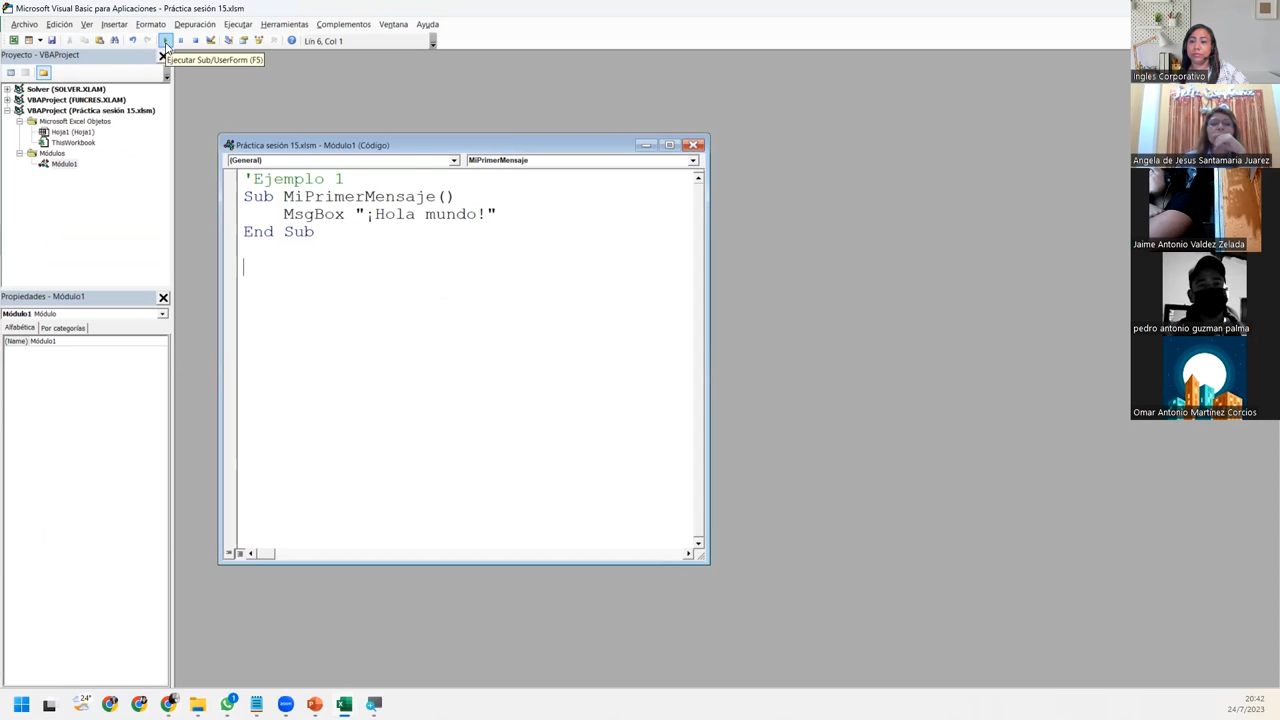 Microsoft Visual Basic para Aplicaciones - Práctica sesión 15.xlsm
Archivo Edición Ver Insertar Formato Depuración Ejecutar Herramientas Complementos Ventana Ayuda
Lín 6, Col 1
Ejecutar Sub/UserForm (F5)
Proyecto - VBAProject
Solver (SOLVER.XLAM)
VBAProject (FUNCRES.XLAM)
VBAProject (Práctica sesión 15.xlsm)
Microsoft Excel Objetos
Hoja1 (Hoja1)
ThisWorkbook
Módulos
Módulo1
Propiedades - Módulo1
Módulo1 Módulo
Alfabética Por categorías
(Name) Módulo1
Práctica sesión 15.xlsm - Módulo1 (Código)
(General) MiPrimerMensaje
'Ejemplo 1
Sub MiPrimerMensaje()
MsgBox "¡Hola mundo!"
End Sub
Ingles Corporativo
Angela de Jesus Santamaria Juarez
Jaime Antonio Valdez Zelada
pedro antonio guzman palma
Omar Antonio Martínez Corcios
24°
1
zoom
20:42
24/7/2023